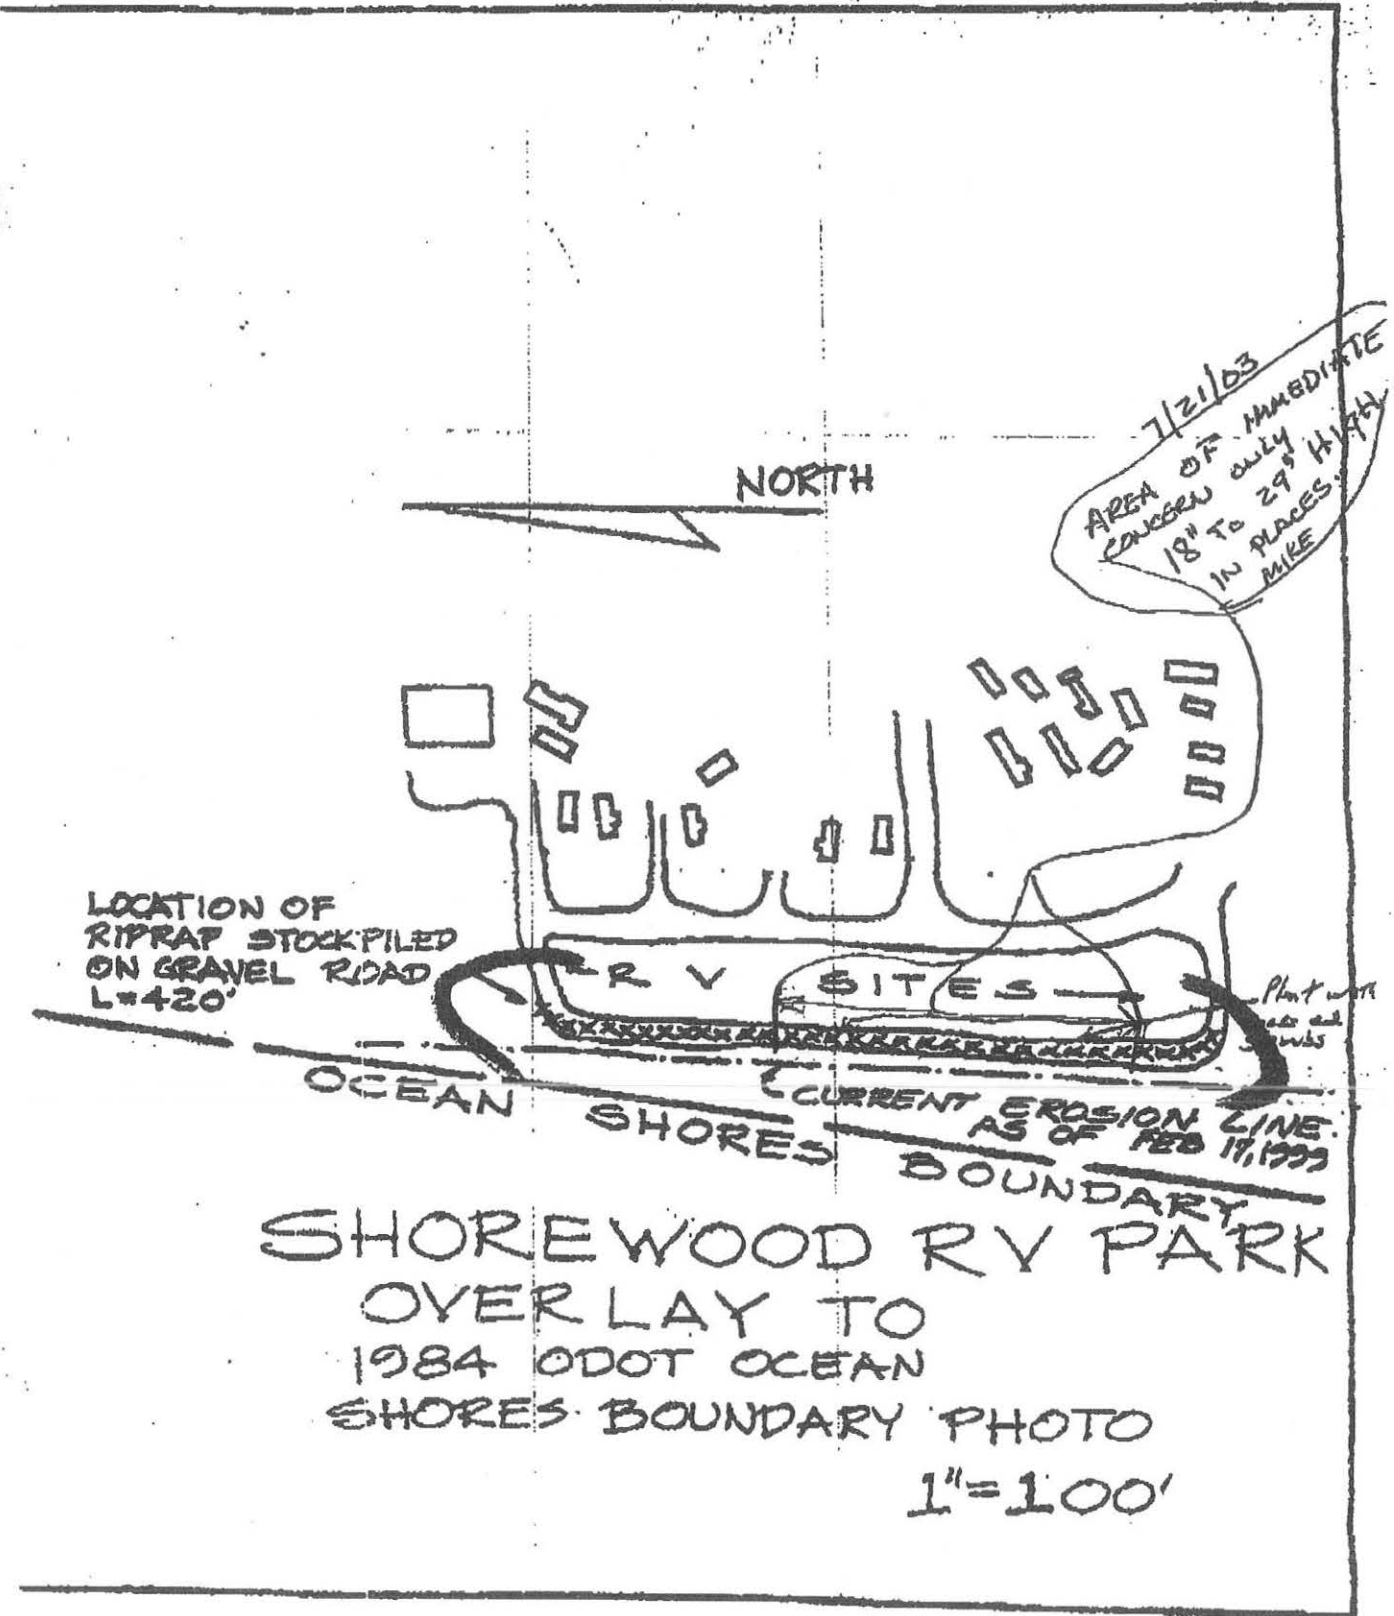 NORTH
7/21/03
AREA OF IMMEDIATE
CONCERN ONLY
18" TO 29" HIGH
IN PLACES.
MIKE
LOCATION OF
RIPRAP STOCKPILED
ON GRAVEL ROAD
L=420'
RV SITES
Plant with
CURRENT EROSION LINE
AS OF FEB 17, 1999
OCEAN SHORES BOUNDARY
SHOREWOOD RV PARK
OVERLAY TO
1984 ODOT OCEAN
SHORES BOUNDARY PHOTO
1"=100'